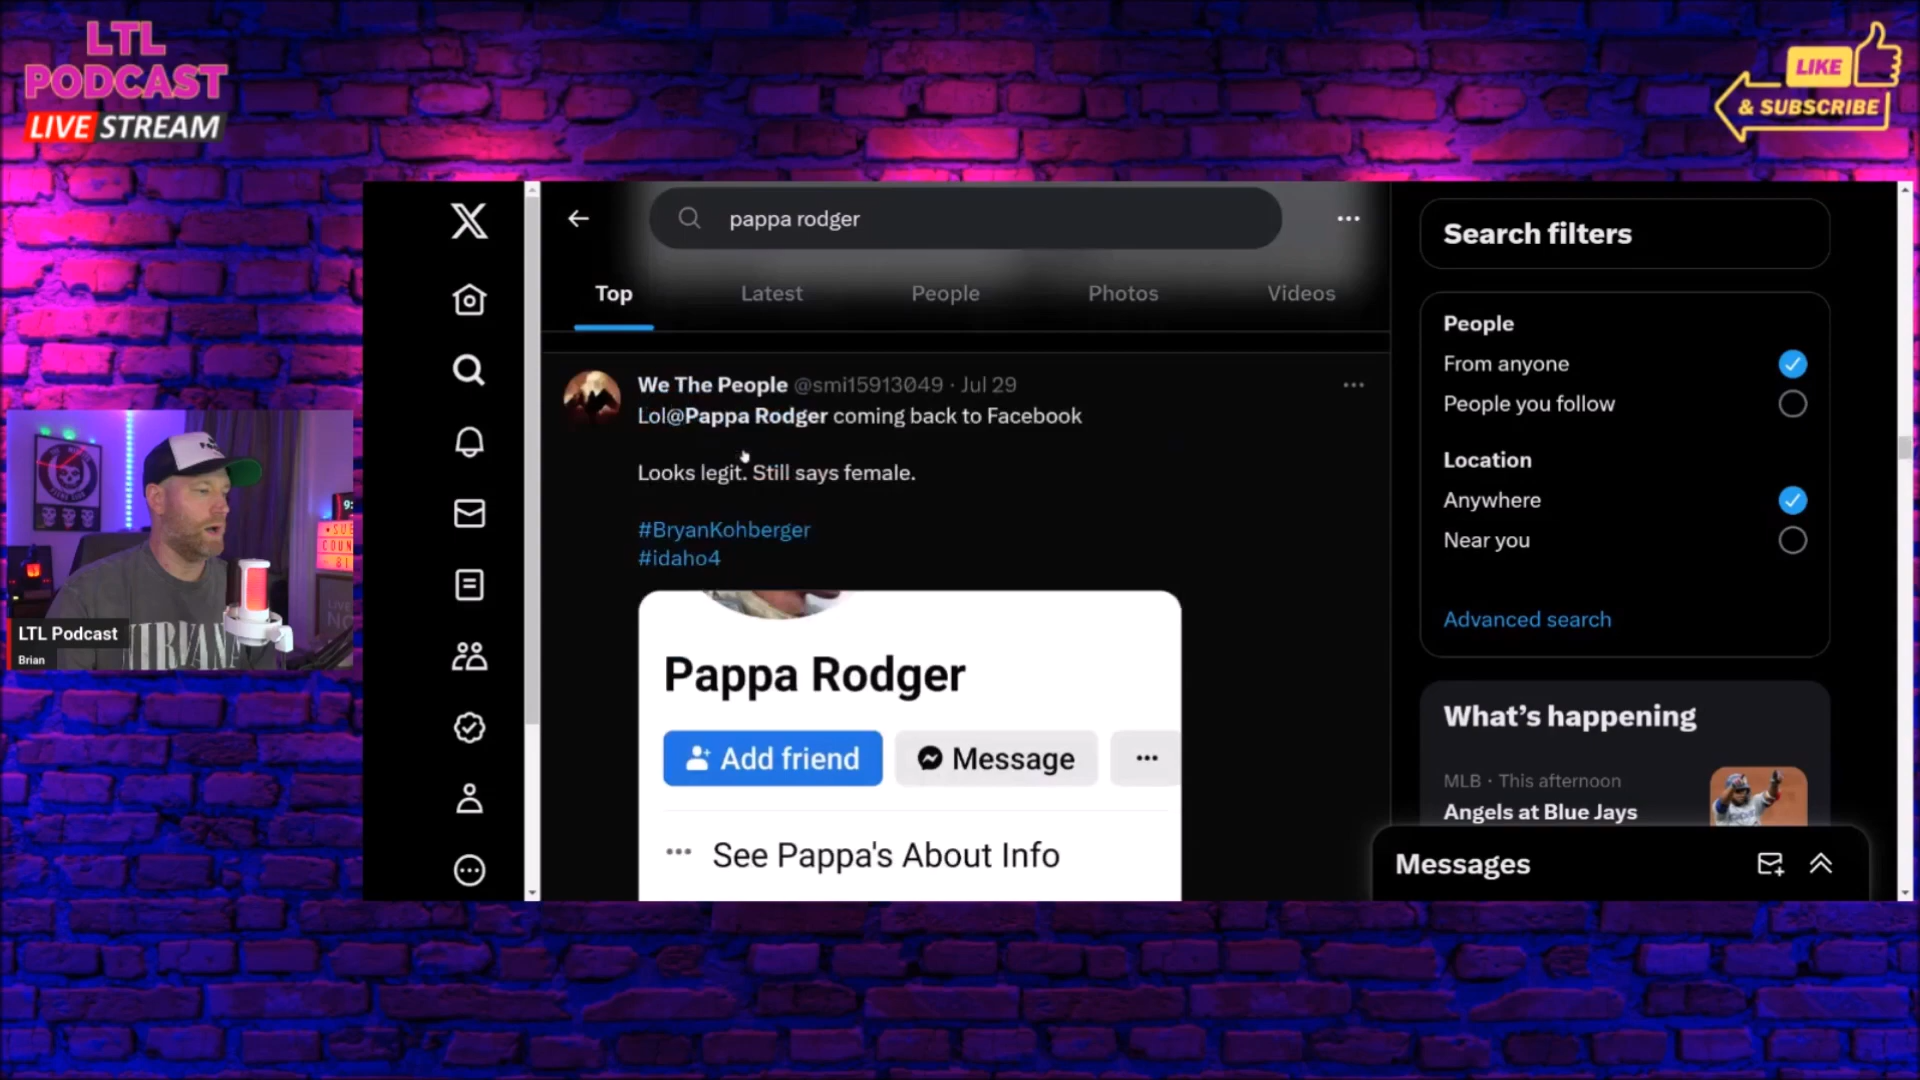 LTL
PODCAST
LIVE STREAM
LIKE
& SUBSCRIBE
X
pappa rodger
Top
Latest
People
Photos
Videos
We The People @smi15913049 · Jul 29
Lol@Pappa Rodger coming back to Facebook
Looks legit. Still says female.
#BryanKohberger
#idaho4
Pappa Rodger
Add friend
Message
See Pappa's About Info
Search filters
People
From anyone
People you follow
Location
Anywhere
Near you
Advanced search
What's happening
MLB · This afternoon
Angels at Blue Jays
Messages
9:
COUN
NIRVANA
LTL Podcast
Brian